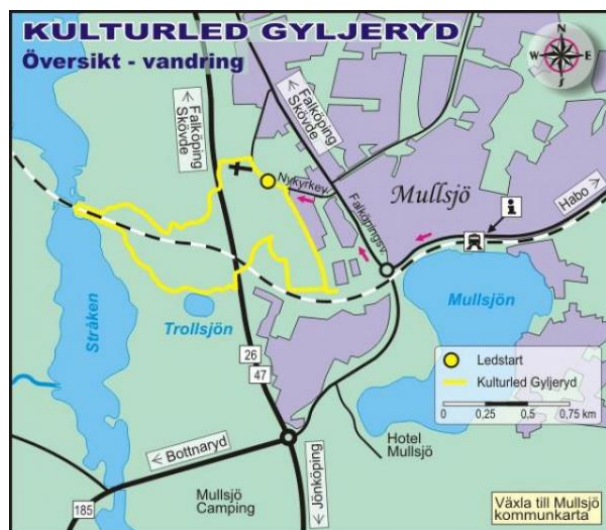 KULTURLED GYLJERYD
Översikt - vandring
N
W
E
S
Falköping
Skövde
Falköping
Skövde
Nykyrkev.
Falköpingsv.
Mullsjö
i
Habo
Stråken
Trollsjön
Mullsjön
26
47
Ledstart
Kulturled Gyljeryd
0 0,25 0,5 0,75 km
Bottnaryd
Hotel
Mullsjö
185
Mullsjö
Camping
Jönköping
Växla till Mullsjö
kommunkarta